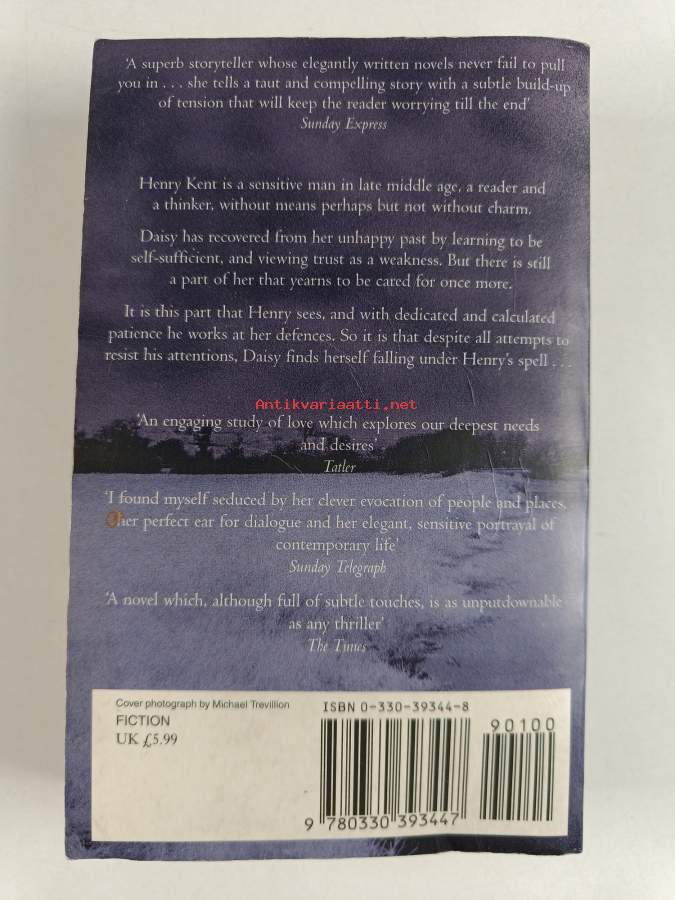 ‘A superb storyteller whose elegantly written novels never fail to pull
you in . . . she tells a taut and compelling story with a subtle build-up
of tension that will keep the reader worrying till the end’
Sunday Express
Henry Kent is a sensitive man in late middle age, a reader and
a thinker, without means perhaps but not without charm.
Daisy has recovered from her unhappy past by learning to be
self-sufficient, and viewing trust as a weakness. But there is still
a part of her that yearns to be cared for once more.
It is this part that Henry sees, and with dedicated and calculated
patience he works at her defences. So it is that despite all attempts to
resist his attentions, Daisy finds herself falling under Henry’s spell . . .
Antikvariaatti.net
‘An engaging study of love which explores our deepest needs
and desires’
Tatler
‘I found myself seduced by her clever evocation of people and places,
her perfect ear for dialogue and her elegant, sensitive portrayal of
contemporary life’
Sunday Telegraph
‘A novel which, although full of subtle touches, is as unputdownable
as any thriller’
The Times
Cover photograph by Michael Trevillion
FICTION
UK £5.99
ISBN 0-330-39344-8
90100
9 780330 393447